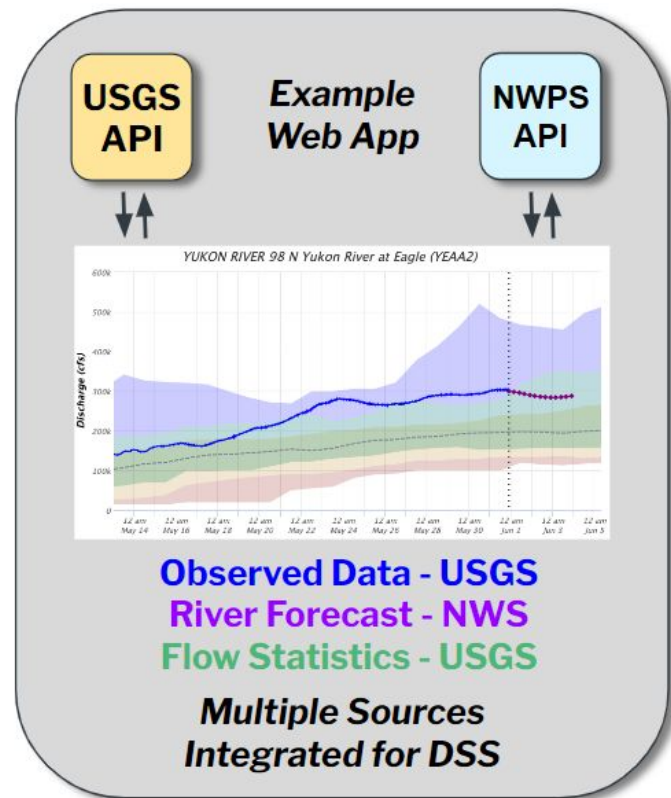 USGS
API
Example
Web App
NWPS
API
YUKON RIVER 98 N Yukon River at Eagle (YEAA2)
600k
500k
400k
300k
200k
100k
0
Discharge (cfs)
12 am May 14
12 am May 16
12 am May 18
12 am May 20
12 am May 22
12 am May 24
12 am May 26
12 am May 28
12 am May 30
12 am Jun 1
12 am Jun 3
12 am Jun 5
Observed Data - USGS
River Forecast - NWS
Flow Statistics - USGS
Multiple Sources
Integrated for DSS